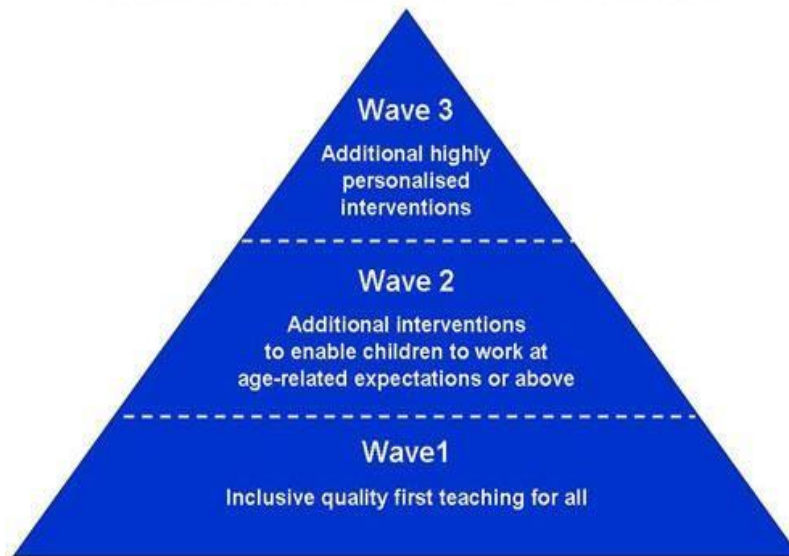 Wave 3
Additional highly
personalised
interventions
Wave 2
Additional interventions
to enable children to work at
age-related expectations or above
Wave1
Inclusive quality first teaching for all